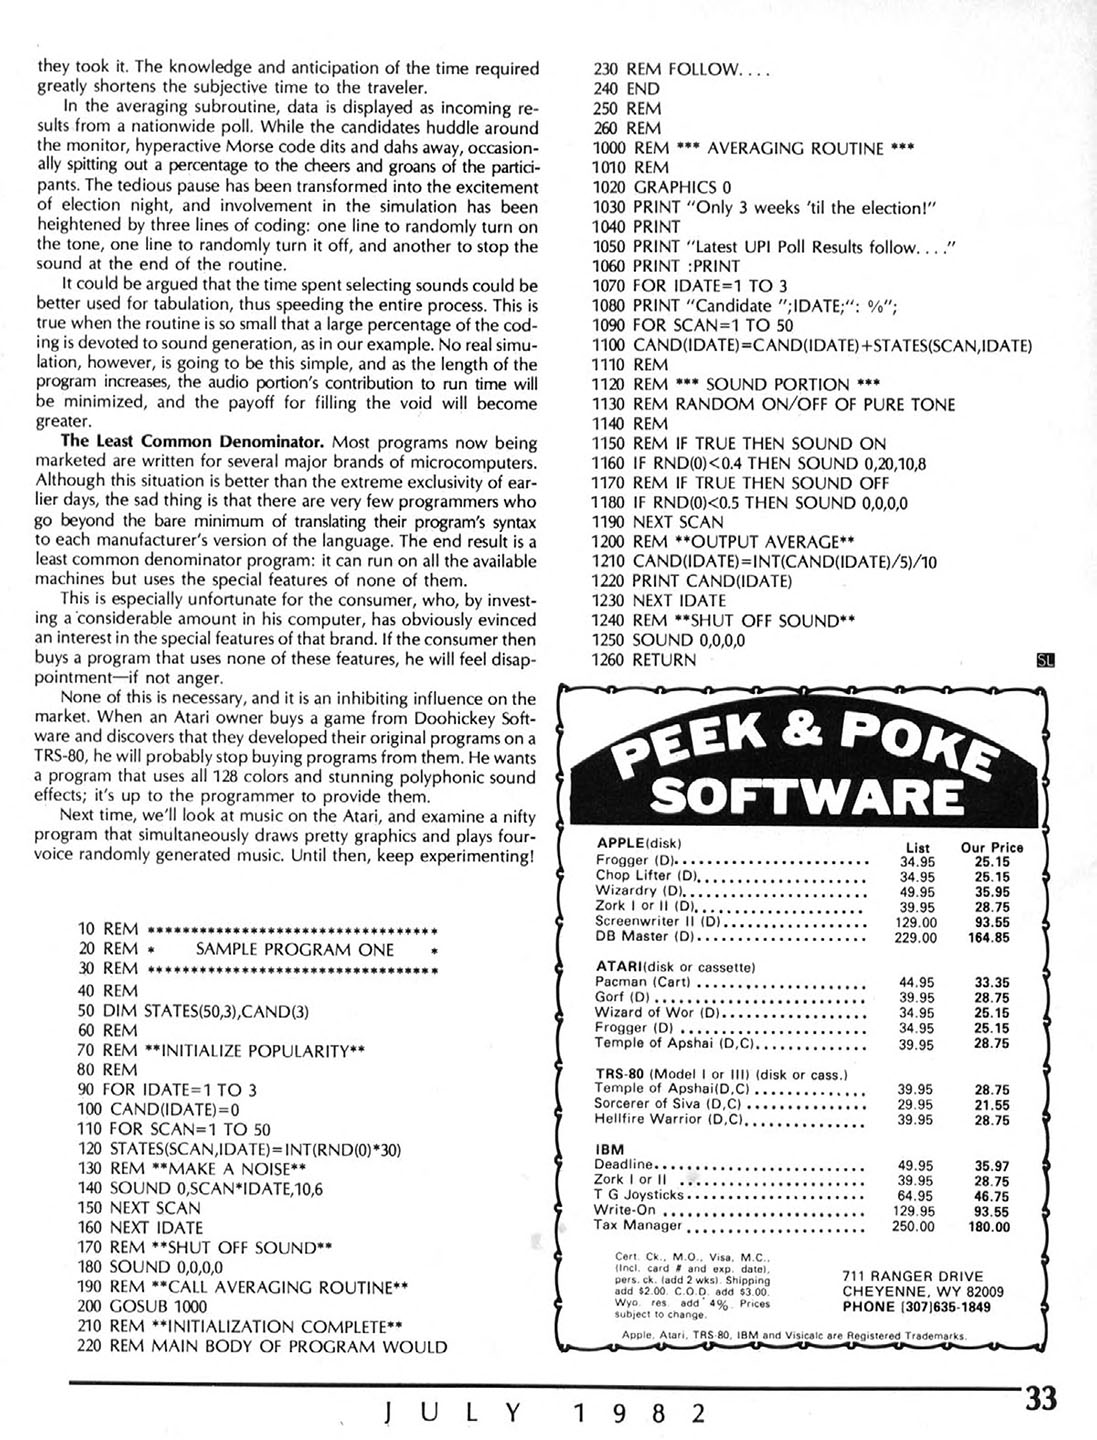 they took it. The knowledge and anticipation of the time required
greatly shortens the subjective time to the traveler.
In the averaging subroutine, data is displayed as incoming re-
sults from a nationwide poll. While the candidates huddle around
the monitor, hyperactive Morse code dits and dahs away, occasion-
ally spitting out a percentage to the cheers and groans of the partici-
pants. The tedious pause has been transformed into the excitement
of election night, and involvement in the simulation has been
heightened by three lines of coding: one line to randomly turn on
the tone, one line to randomly turn it off, and another to stop the
sound at the end of the routine.
It could be argued that the time spent selecting sounds could be
better used for tabulation, thus speeding the entire process. This is
true when the routine is so small that a large percentage of the cod-
ing is devoted to sound generation, as in our example. No real simu-
lation, however, is going to be this simple, and as the length of the
program increases, the audio portion's contribution to run time will
be minimized, and the payoff for filling the void will become
greater.
The Least Common Denominator. Most programs now being
marketed are written for several major brands of microcomputers.
Although this situation is better than the extreme exclusivity of ear-
lier days, the sad thing is that there are very few programmers who
go beyond the bare minimum of translating their program's syntax
to each manufacturer's version of the language. The end result is a
least common denominator program: it can run on all the available
machines but uses the special features of none of them.
This is especially unfortunate for the consumer, who, by invest-
ing a considerable amount in his computer, has obviously evinced
an interest in the special features of that brand. If the consumer then
buys a program that uses none of these features, he will feel disap-
pointment—if not anger.
None of this is necessary, and it is an inhibiting influence on the
market. When an Atari owner buys a game from Doohickey Soft-
ware and discovers that they developed their original programs on a
TRS-80, he will probably stop buying programs from them. He wants
a program that uses all 128 colors and stunning polyphonic sound
effects; it's up to the programmer to provide them.
Next time, we'll look at music on the Atari, and examine a nifty
program that simultaneously draws pretty graphics and plays four-
voice randomly generated music. Until then, keep experimenting!
10 REM **********************************
20 REM * SAMPLE PROGRAM ONE *
30 REM **********************************
40 REM
50 DIM STATES(50,3),CAND(3)
60 REM
70 REM **INITIALIZE POPULARITY**
80 REM
90 FOR IDATE=1 TO 3
100 CAND(IDATE)=0
110 FOR SCAN=1 TO 50
120 STATES(SCAN,IDATE)=INT(RND(0)*30)
130 REM **MAKE A NOISE**
140 SOUND 0,SCAN*IDATE,10,6
150 NEXT SCAN
160 NEXT IDATE
170 REM **SHUT OFF SOUND**
180 SOUND 0,0,0,0
190 REM **CALL AVERAGING ROUTINE**
200 GOSUB 1000
210 REM **INITIALIZATION COMPLETE**
220 REM MAIN BODY OF PROGRAM WOULD
230 REM FOLLOW. . . .
240 END
250 REM
260 REM
1000 REM *** AVERAGING ROUTINE ***
1010 REM
1020 GRAPHICS 0
1030 PRINT "Only 3 weeks 'til the election!"
1040 PRINT
1050 PRINT "Latest UPI Poll Results follow. . . ."
1060 PRINT :PRINT
1070 FOR IDATE=1 TO 3
1080 PRINT "Candidate ";IDATE;": %";
1090 FOR SCAN=1 TO 50
1100 CAND(IDATE)=CAND(IDATE)+STATES(SCAN,IDATE)
1110 REM
1120 REM *** SOUND PORTION ***
1130 REM RANDOM ON/OFF OF PURE TONE
1140 REM
1150 REM IF TRUE THEN SOUND ON
1160 IF RND(0)<0.4 THEN SOUND 0,20,10,8
1170 REM IF TRUE THEN SOUND OFF
1180 IF RND(0)<0.5 THEN SOUND 0,0,0,0
1190 NEXT SCAN
1200 REM **OUTPUT AVERAGE**
1210 CAND(IDATE)=INT(CAND(IDATE)/5)/10
1220 PRINT CAND(IDATE)
1230 NEXT IDATE
1240 REM **SHUT OFF SOUND**
1250 SOUND 0,0,0,0
1260 RETURN SL
PEEK & POKE
SOFTWARE
APPLE(disk) List Our Price
Frogger (D) 34.95 25.15
Chop Lifter (D) 34.95 25.15
Wizardry (D) 49.95 35.95
Zork I or II (D) 39.95 28.75
Screenwriter II (D) 129.00 93.55
DB Master (D) 229.00 164.85
ATARI(disk or cassette)
Pacman (Cart) 44.95 33.35
Gorf (D) 39.95 28.75
Wizard of Wor (D) 34.95 25.15
Frogger (D) 34.95 25.15
Temple of Apshai (D,C) 39.95 28.75
TRS-80 (Model I or III) (disk or cass.)
Temple of Apshai(D,C) 39.95 28.75
Sorcerer of Siva (D,C) 29.95 21.55
Hellfire Warrior (D,C) 39.95 28.75
IBM
Deadline 49.95 35.97
Zork I or II 39.95 28.75
T G Joysticks 64.95 46.75
Write-On 129.95 93.55
Tax Manager 250.00 180.00
Cert. Ck., M.O., Visa, M.C.,
(Incl. card # and exp. date),
pers. ck. (add 2 wks). Shipping
add $2.00. C.O.D. add $3.00.
Wyo. res. add 4%. Prices
subject to change.
711 RANGER DRIVE
CHEYENNE, WY 82009
PHONE (307)635-1849
Apple, Atari, TRS-80, IBM and Visicalc are Registered Trademarks.
JULY 1982
33